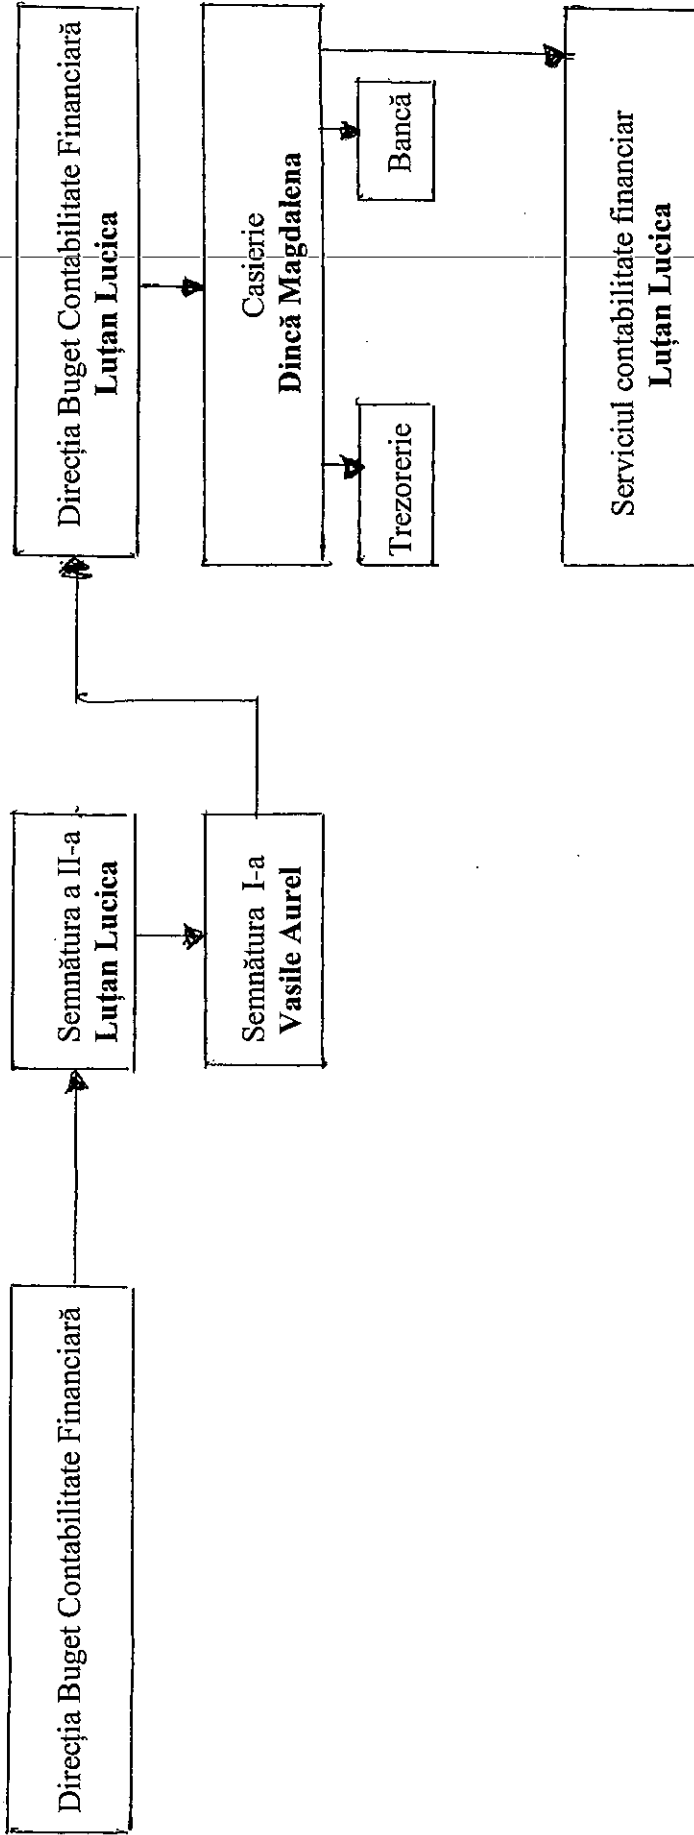 Direcția Buget Contabilitate Financiară
Semnătura a II-a
Luțan Lucica
Semnătura I-a
Vasile Aurel
Direcția Buget Contabilitate Financiară
Luțan Lucica
Casierie
Dincă Magdalena
Trezorerie
Bancă
Serviciul contabilitate financiar
Luțan Lucica